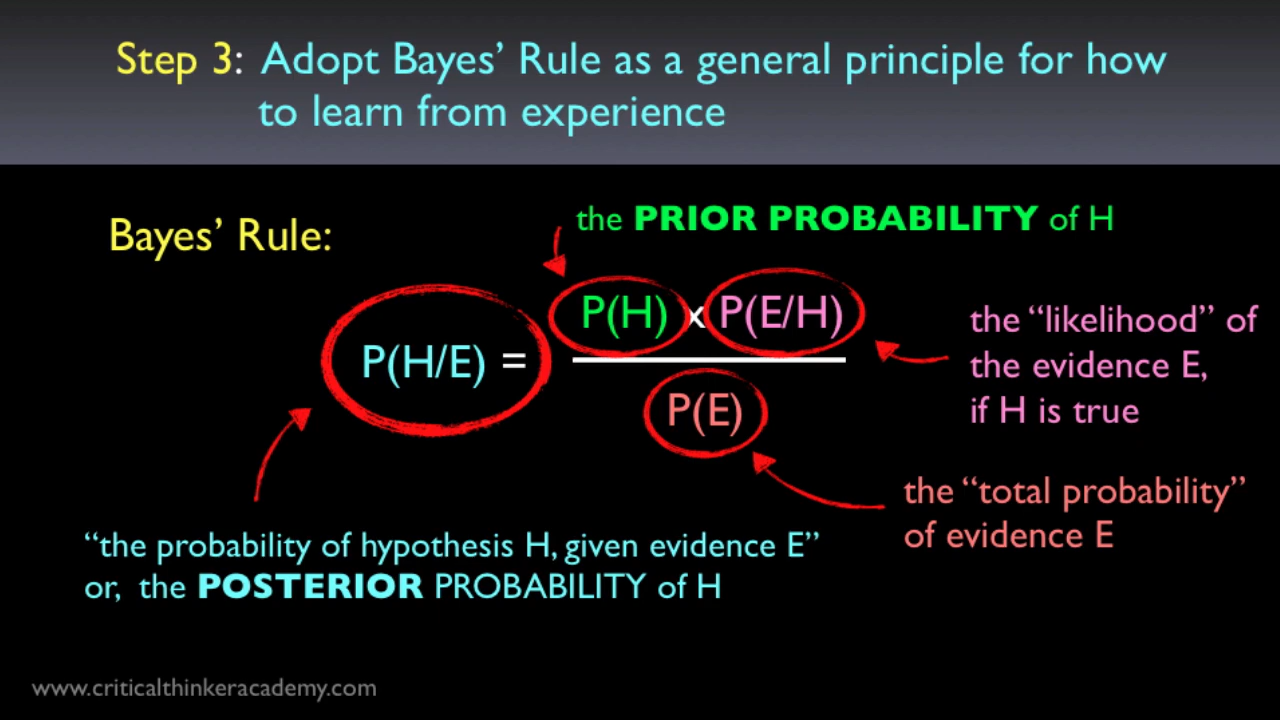 Step 3: Adopt Bayes’ Rule as a general principle for how
to learn from experience
Bayes’ Rule:
the PRIOR PROBABILITY of H
P(H) x P(E/H)
P(H/E) =
P(E)
the “likelihood” of
the evidence E,
if H is true
the “total probability”
of evidence E
“the probability of hypothesis H, given evidence E”
or, the POSTERIOR PROBABILITY of H
www.criticalthinkeracademy.com